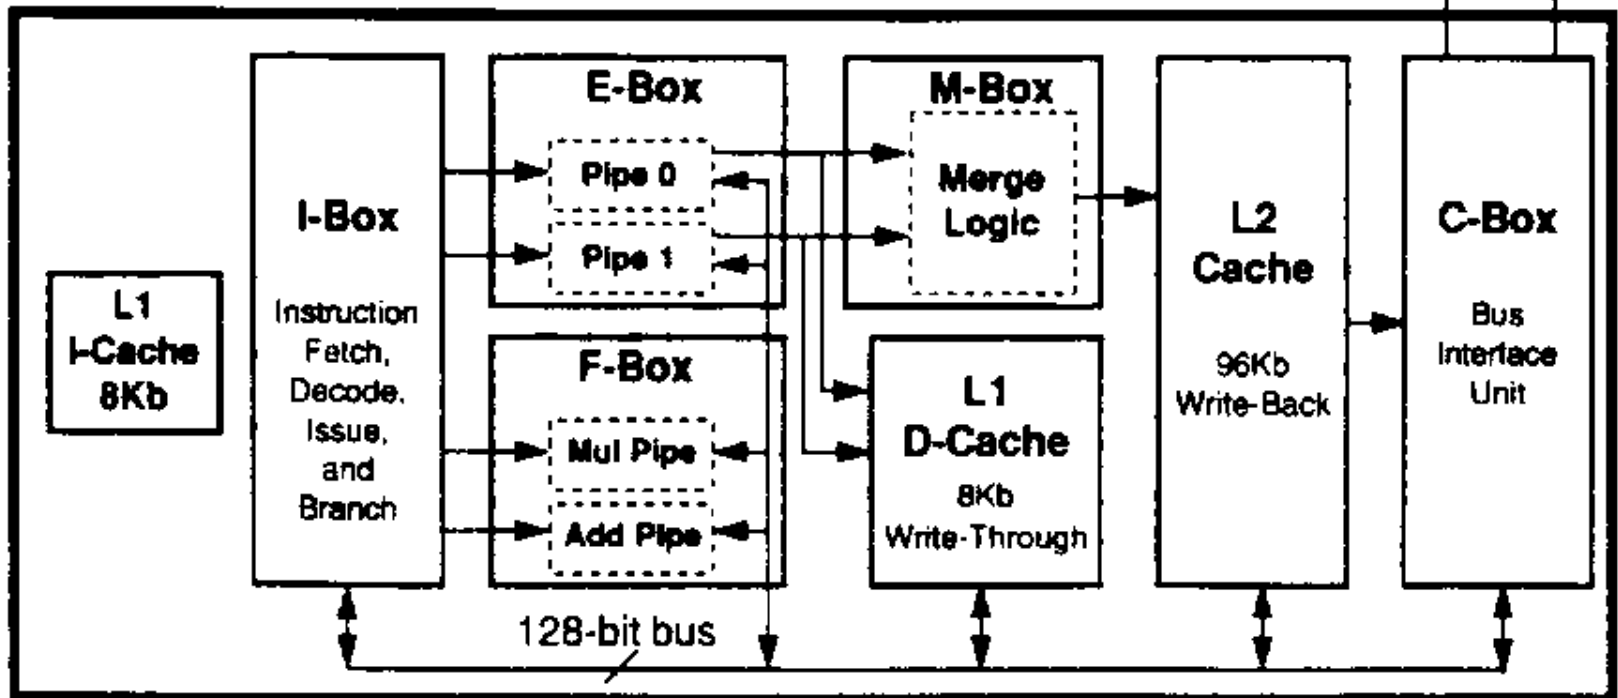 L1
I-Cache
8Kb
I-Box
Instruction
Fetch,
Decode,
Issue,
and
Branch
E-Box
Pipe 0
Pipe 1
F-Box
Mul Pipe
Add Pipe
M-Box
Merge
Logic
L1
D-Cache
8Kb
Write-Through
L2
Cache
96Kb
Write-Back
C-Box
Bus
Interface
Unit
128-bit bus